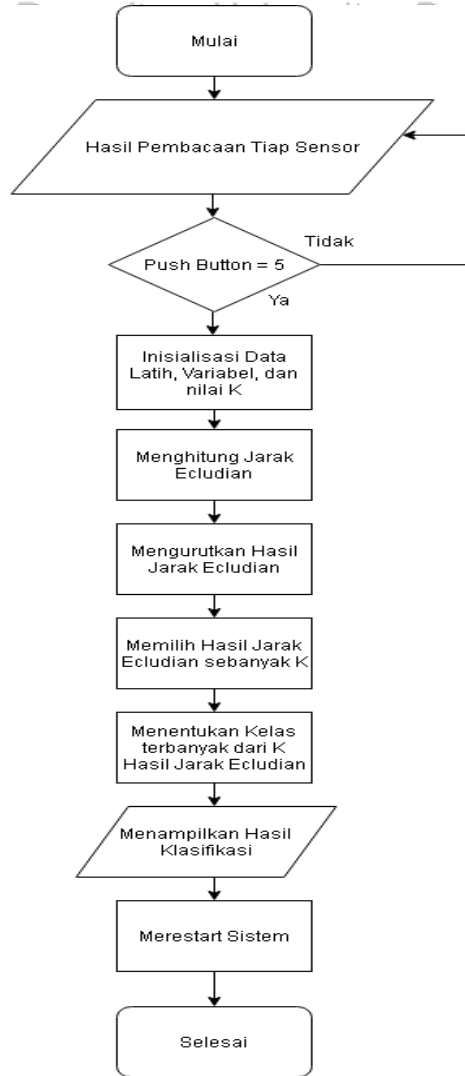 Mulai
Hasil Pembacaan Tiap Sensor
Tidak
Push Button = 5
Ya
Inisialisasi Data
Latih, Variabel, dan
nilai K
Menghitung Jarak
Ecludian
Mengurutkan Hasil
Jarak Ecludian
Memilih Hasil Jarak
Ecludian sebanyak K
Menentukan Kelas
terbanyak dari K
Hasil Jarak Ecludian
Menampilkan Hasil
Klasifikasi
Merestart Sistem
Selesai